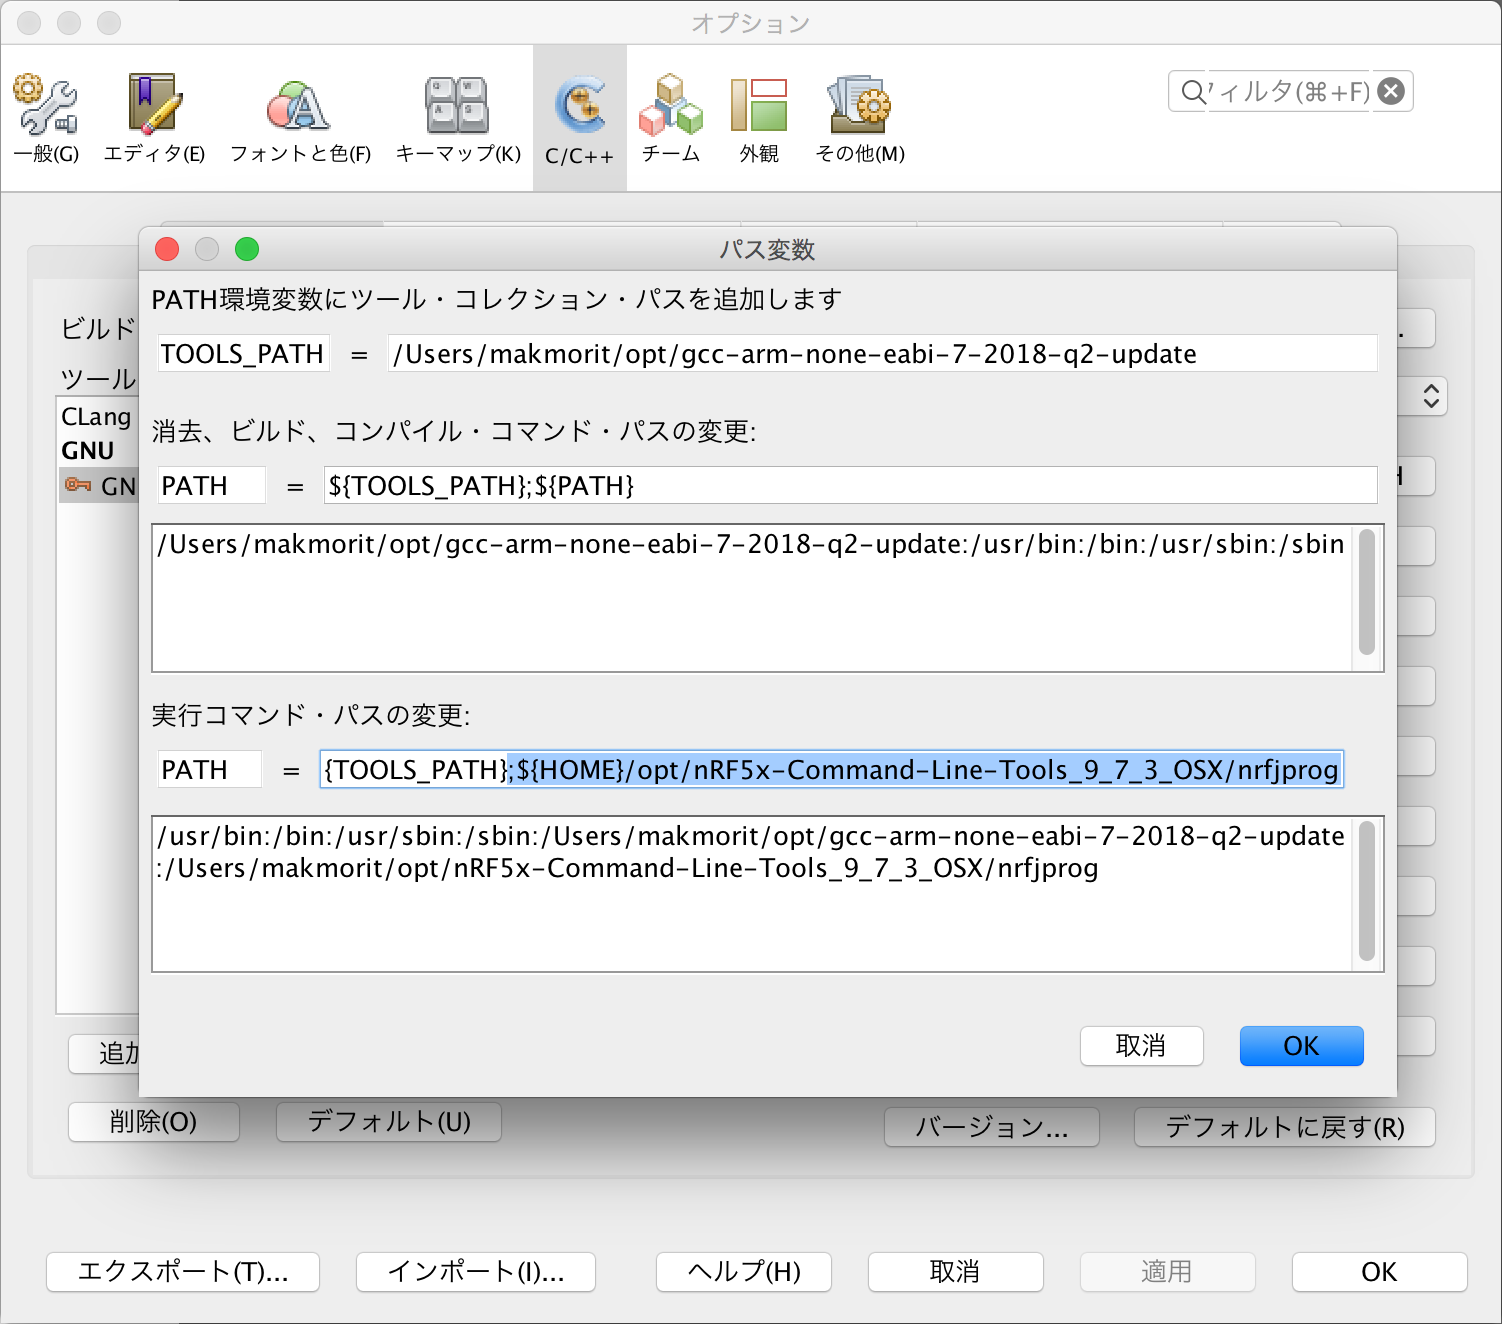 オプション
一般(G)
エディタ(E)
フォントと色(F)
キーマップ(K)
C/C++
チーム
外観
その他(M)
ィルタ(⌘+F)
パス変数
PATH環境変数にツール・コレクション・パスを追加します
TOOLS_PATH = /Users/makmorit/opt/gcc-arm-none-eabi-7-2018-q2-update
消去、ビルド、コンパイル・コマンド・パスの変更:
PATH = ${TOOLS_PATH};${PATH}
/Users/makmorit/opt/gcc-arm-none-eabi-7-2018-q2-update:/usr/bin:/bin:/usr/sbin:/sbin
実行コマンド・パスの変更:
PATH = {TOOLS_PATH};${HOME}/opt/nRF5x-Command-Line-Tools_9_7_3_OSX/nrfjprog
/usr/bin:/bin:/usr/sbin:/sbin:/Users/makmorit/opt/gcc-arm-none-eabi-7-2018-q2-update
:/Users/makmorit/opt/nRF5x-Command-Line-Tools_9_7_3_OSX/nrfjprog
取消
OK
ビルド
ツール
CLang
GNU
GN
追加
削除(O)
デフォルト(U)
バージョン...
デフォルトに戻す(R)
エクスポート(T)...
インポート(I)...
ヘルプ(H)
取消
適用
OK